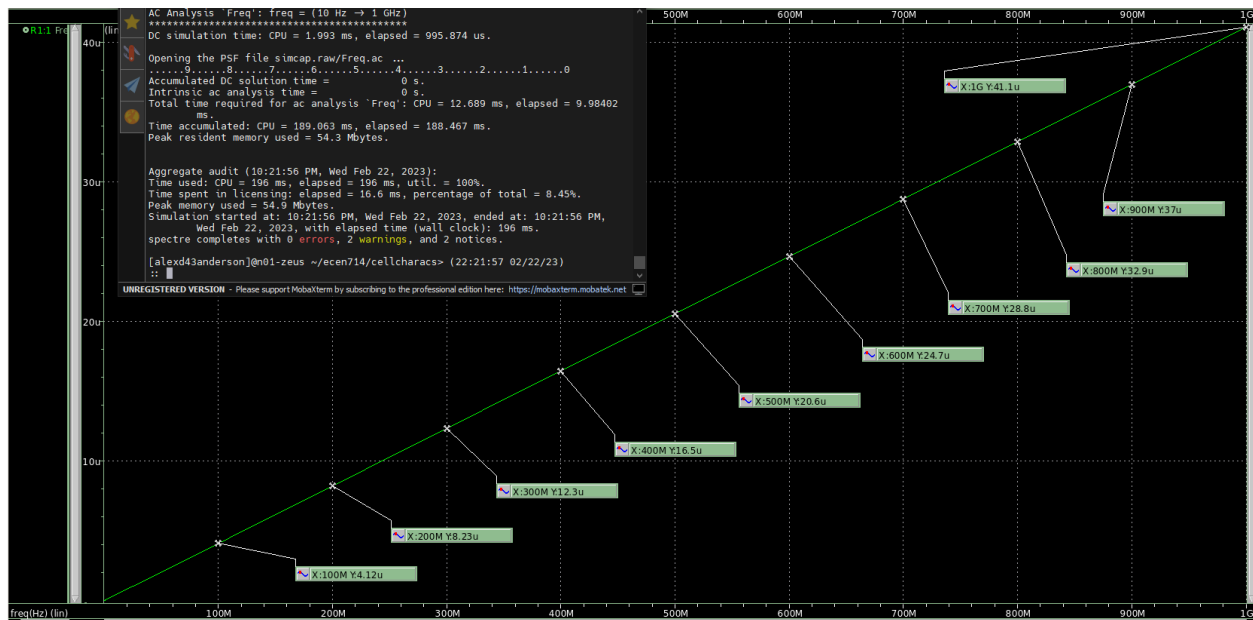 500M 600M 700M 800M 900M 1G
R1:1 Fre (lin
40u
30u
20u
10u
AC Analysis `Freq': freq = (10 Hz → 1 GHz)
*******************************************
DC simulation time: CPU = 1.993 ms, elapsed = 995.874 us.
Opening the PSF file simcap.raw/Freq.ac ...
......9......8......7......6......5......4......3......2......1......0
Accumulated DC solution time = 0 s.
Intrinsic ac analysis time = 0 s.
Total time required for ac analysis `Freq': CPU = 12.689 ms, elapsed = 9.98402
ms.
Time accumulated: CPU = 189.063 ms, elapsed = 188.467 ms.
Peak resident memory used = 54.3 Mbytes.
Aggregate audit (10:21:56 PM, Wed Feb 22, 2023):
Time used: CPU = 196 ms, elapsed = 196 ms, util. = 100%.
Time spent in licensing: elapsed = 16.6 ms, percentage of total = 8.45%.
Peak memory used = 54.9 Mbytes.
Simulation started at: 10:21:56 PM, Wed Feb 22, 2023, ended at: 10:21:56 PM,
Wed Feb 22, 2023, with elapsed time (wall clock): 196 ms.
spectre completes with 0 errors, 2 warnings, and 2 notices.
[alexd43anderson]@n01-zeus ~/ecen714/cellcharacs> (22:21:57 02/22/23)
::
UNREGISTERED VERSION - Please support MobaXterm by subscribing to the professional edition here: https://mobaxterm.mobatek.net
X:1G Y:41.1u
X:900M Y:37u
X:800M Y:32.9u
X:700M Y:28.8u
X:600M Y:24.7u
X:500M Y:20.6u
X:400M Y:16.5u
X:300M Y:12.3u
X:200M Y:8.23u
X:100M Y:4.12u
freq(Hz) (lin) 100M 200M 300M 400M 500M 600M 700M 800M 900M 1G